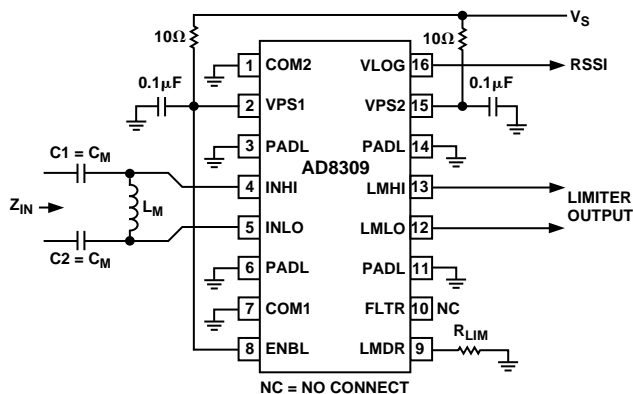 V_S
10Ω
10Ω
1 COM2
VLOG 16
RSSI
0.1μF
0.1μF
2 VPS1
VPS2 15
3 PADL
PADL 14
AD8309
C1 = C_M
4 INHI
LMHI 13
Z_IN
L_M
LIMITER
OUTPUT
5 INLO
LMLO 12
C2 = C_M
6 PADL
PADL 11
7 COM1
FLTR 10 NC
R_LIM
8 ENBL
LMDR 9
NC = NO CONNECT